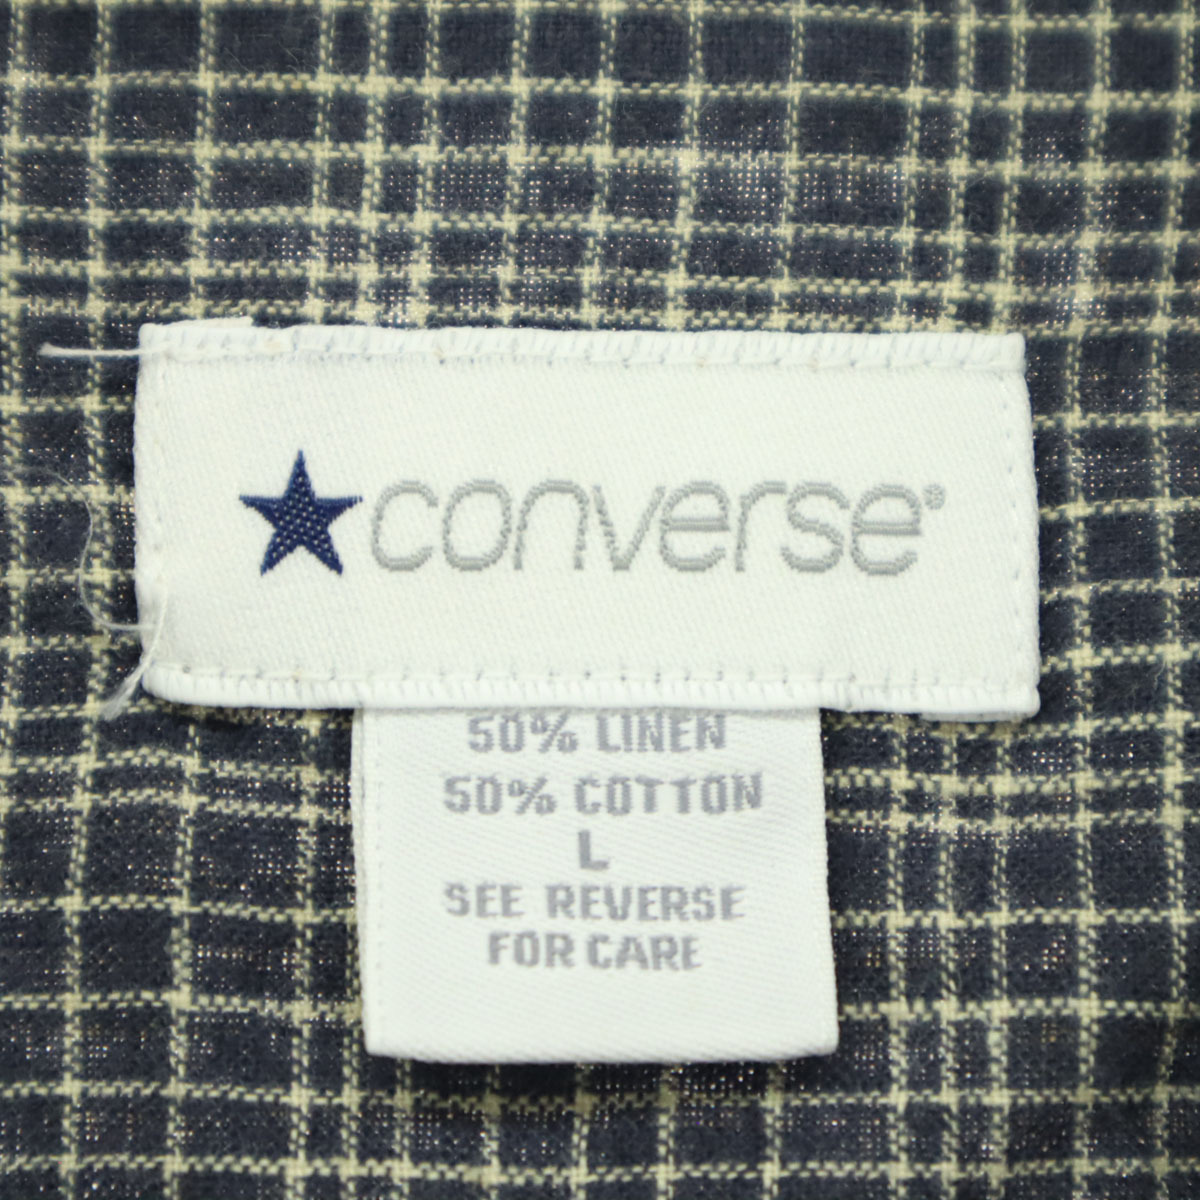 converse®
50% LINEN
50% COTTON
L
SEE REVERSE
FOR CARE